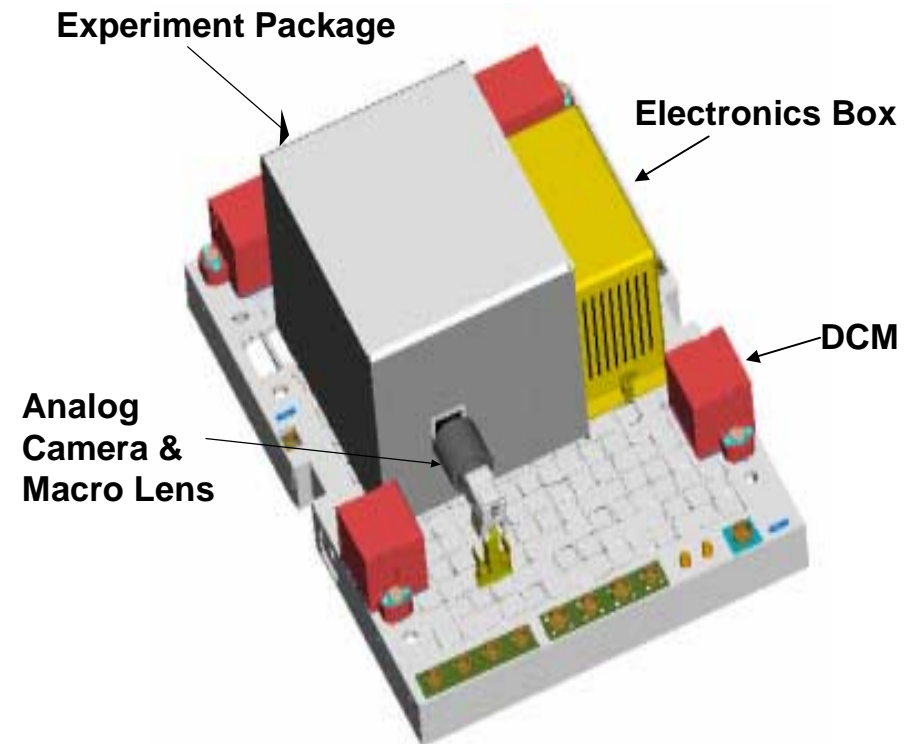 Experiment Package
Electronics Box
DCM
Analog
Camera &
Macro Lens